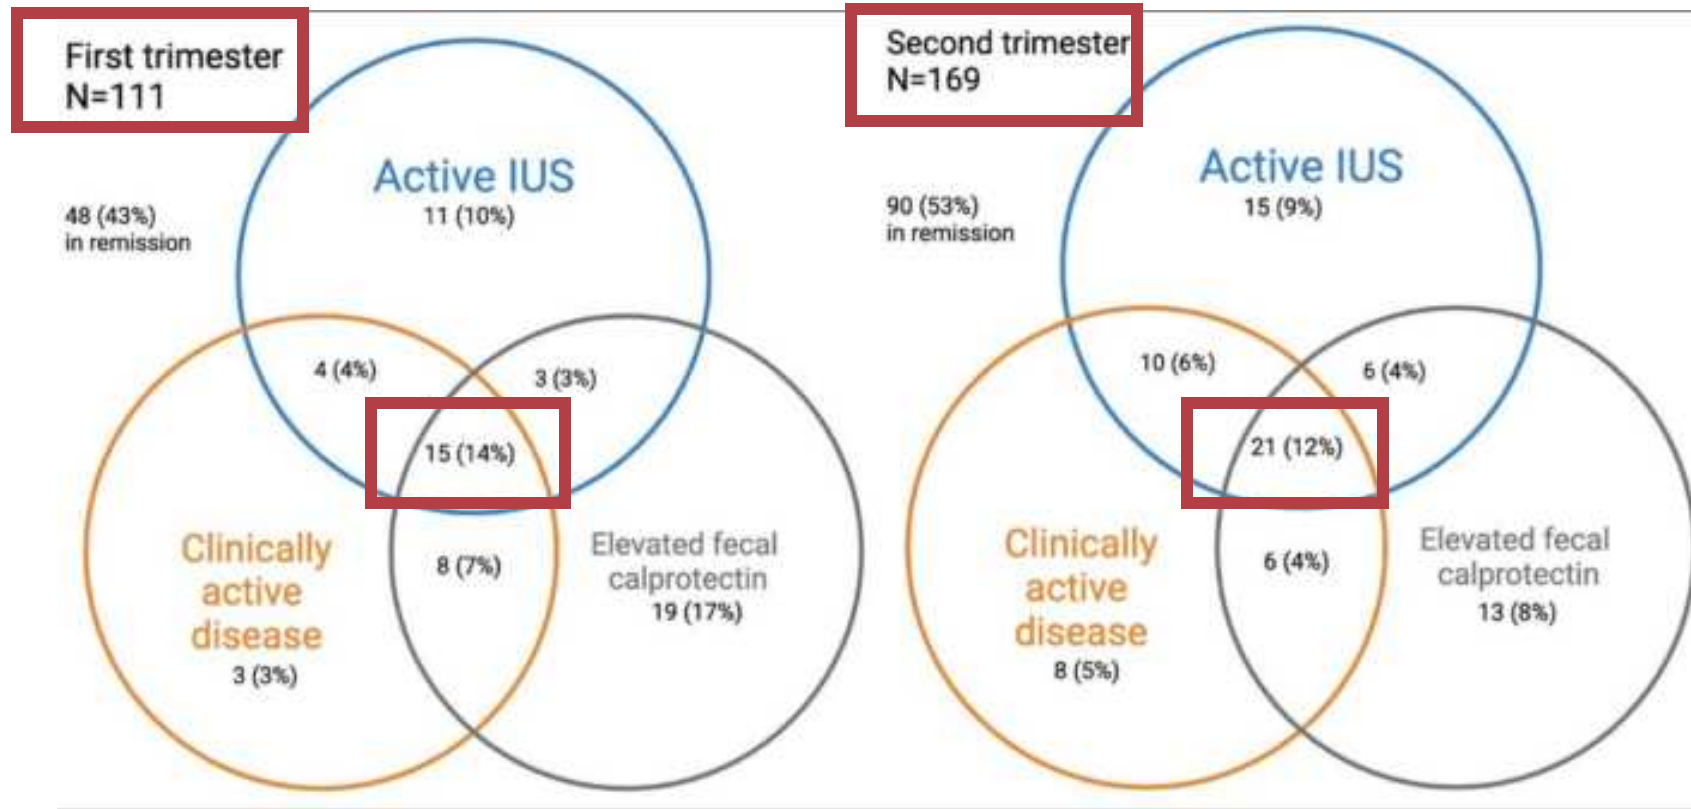 First trimester
N=111
48 (43%)
in remission
Active IUS
11 (10%)
4 (4%)
3 (3%)
15 (14%)
Clinically
active
disease
3 (3%)
8 (7%)
Elevated fecal
calprotectin
19 (17%)
Second trimester
N=169
90 (53%)
in remission
Active IUS
15 (9%)
10 (6%)
6 (4%)
21 (12%)
Clinically
active
disease
8 (5%)
6 (4%)
Elevated fecal
calprotectin
13 (8%)